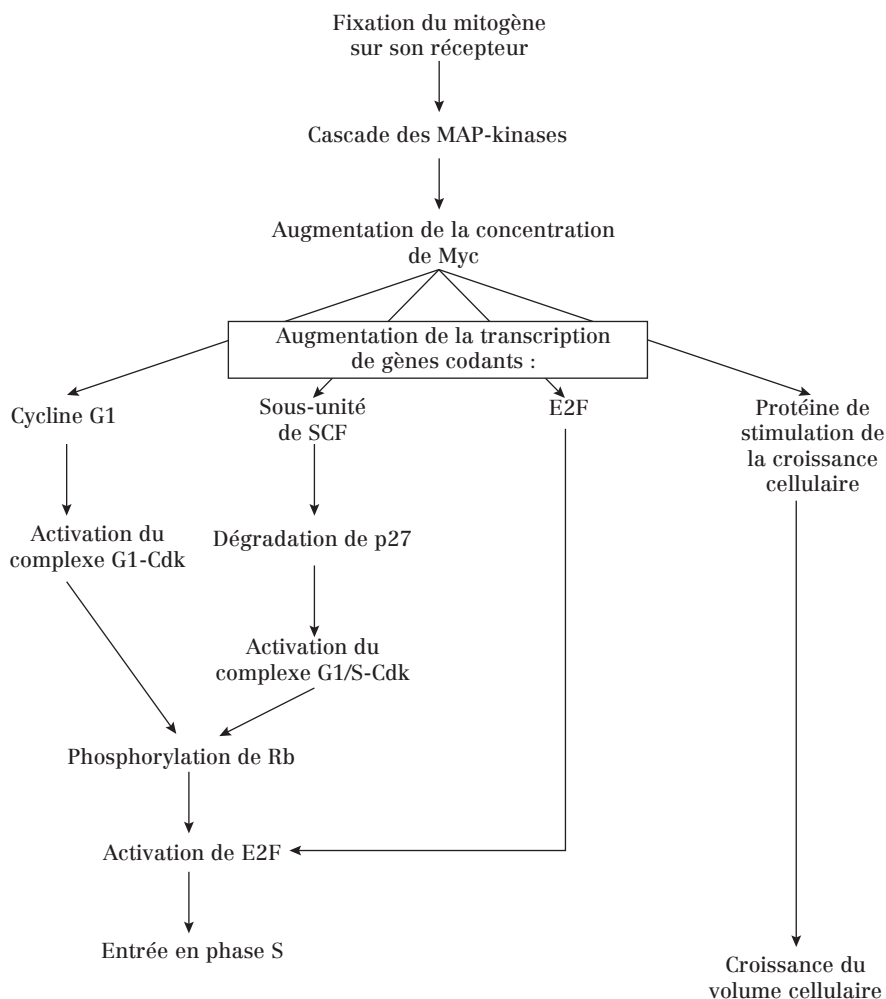 Fixation du mitogène
sur son récepteur
Cascade des MAP-kinases
Augmentation de la concentration
de Myc
Augmentation de la transcription
de gènes codants :
Cycline G1
Sous-unité
de SCF
E2F
Protéine de
stimulation de
la croissance
cellulaire
Activation du
complexe G1-Cdk
Dégradation de p27
Activation du
complexe G1/S-Cdk
Phosphorylation de Rb
Activation de E2F
Entrée en phase S
Croissance du
volume cellulaire